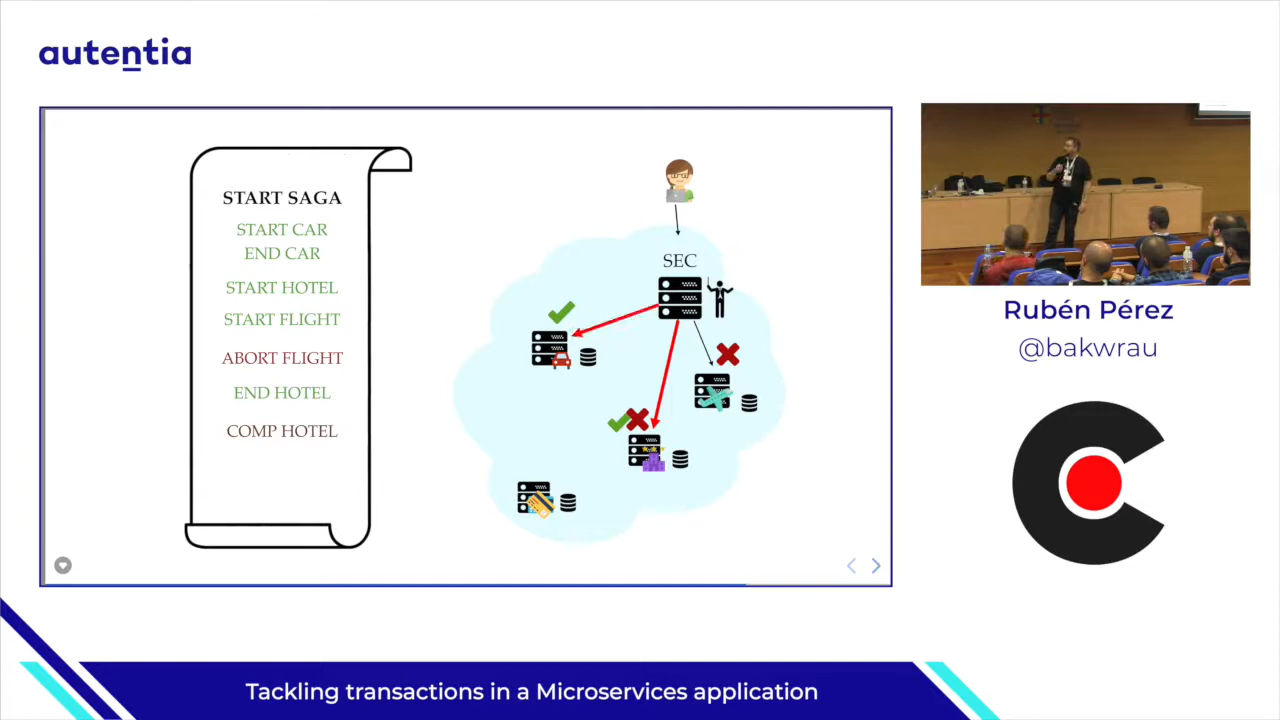 autentia
START SAGA
START CAR
END CAR
START HOTEL
START FLIGHT
ABORT FLIGHT
END HOTEL
COMP HOTEL
SEC
Rubén Pérez
@bakwrau
Tackling transactions in a Microservices application